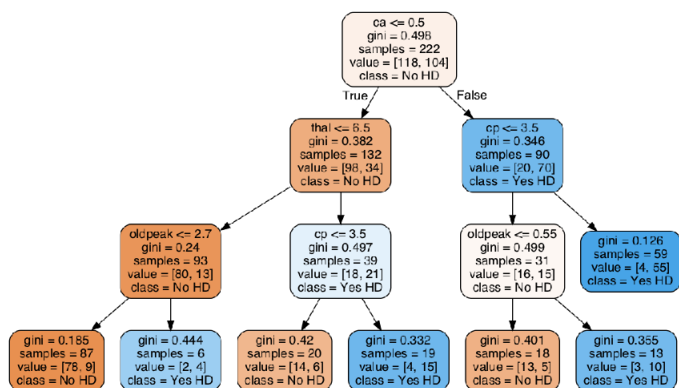 ca <= 0.5
gini = 0.498
samples = 222
value = [118, 104]
class = No HD
True
False
thal <= 6.5
gini = 0.382
samples = 132
value = [98, 34]
class = No HD
cp <= 3.5
gini = 0.346
samples = 90
value = [20, 70]
class = Yes HD
oldpeak <= 2.7
gini = 0.24
samples = 93
value = [80, 13]
class = No HD
cp <= 3.5
gini = 0.497
samples = 39
value = [18, 21]
class = Yes HD
oldpeak <= 0.55
gini = 0.499
samples = 31
value = [16, 15]
class = No HD
gini = 0.126
samples = 59
value = [4, 55]
class = Yes HD
gini = 0.185
samples = 87
value = [78, 9]
class = No HD
gini = 0.444
samples = 6
value = [2, 4]
class = Yes HD
gini = 0.42
samples = 20
value = [14, 6]
class = No HD
gini = 0.332
samples = 19
value = [4, 15]
class = Yes HD
gini = 0.401
samples = 18
value = [13, 5]
class = No HD
gini = 0.355
samples = 13
value = [3, 10]
class = Yes HD